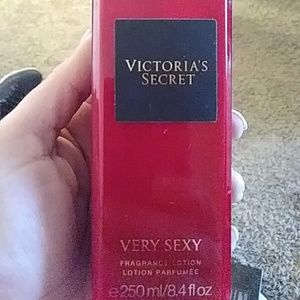 VICTORIA'S
SECRET
VERY SEXY
FRAGRANCE LOTION
LOTION PARFUMÉE
℮250 ml/8.4 fl oz